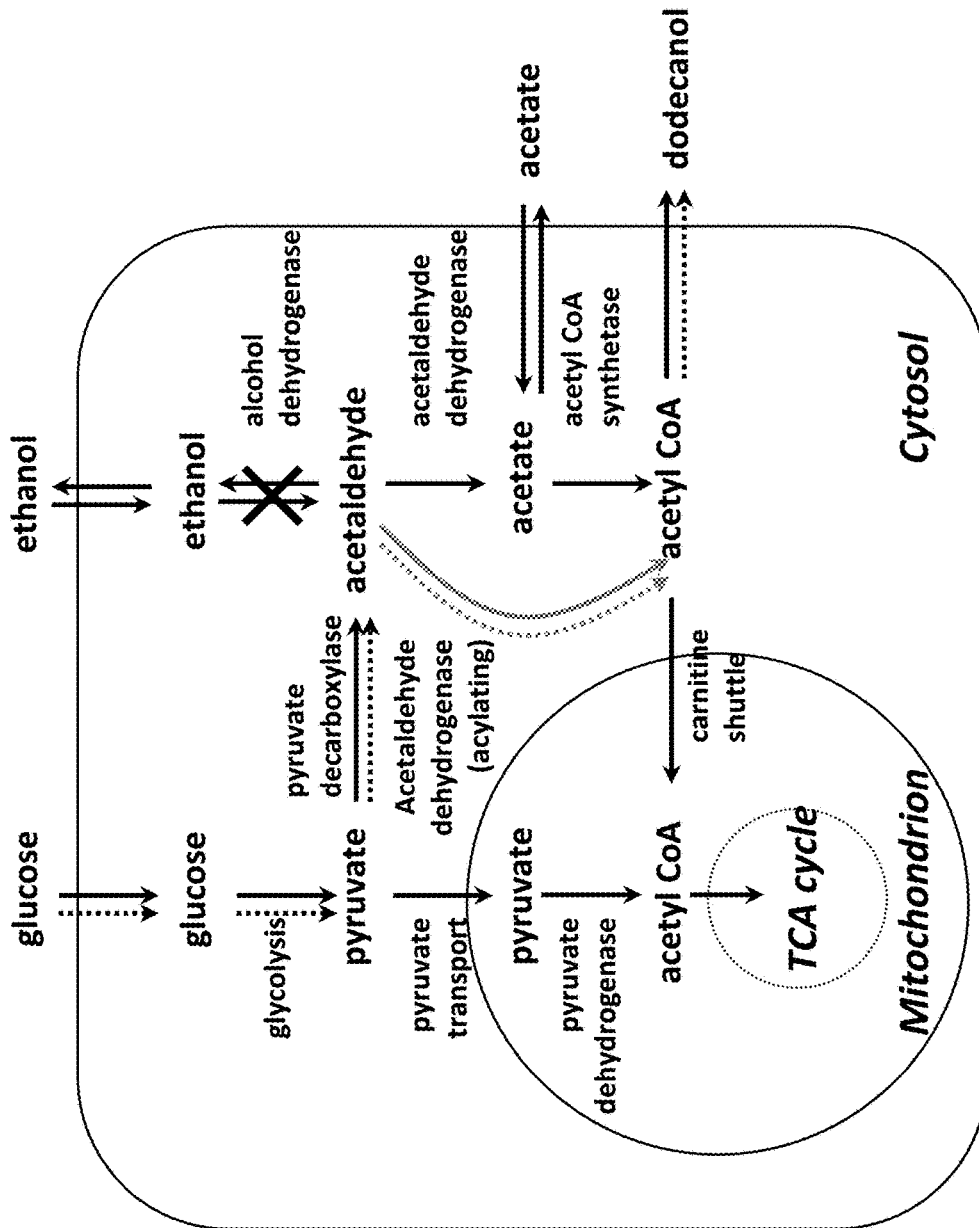 glucose
ethanol
glucose
ethanol
glycolysis
pyruvate
decarboxylase
alcohol
dehydrogenase
pyruvate
acetaldehyde
pyruvate
transport
Acetaldehyde
dehydrogenase
(acylating)
acetaldehyde
dehydrogenase
pyruvate
acetate
acetate
pyruvate
dehydrogenase
acetyl CoA
synthetase
acetyl CoA
acetyl CoA
dodecanol
carnitine
shuttle
TCA cycle
Mitochondrion
Cytosol